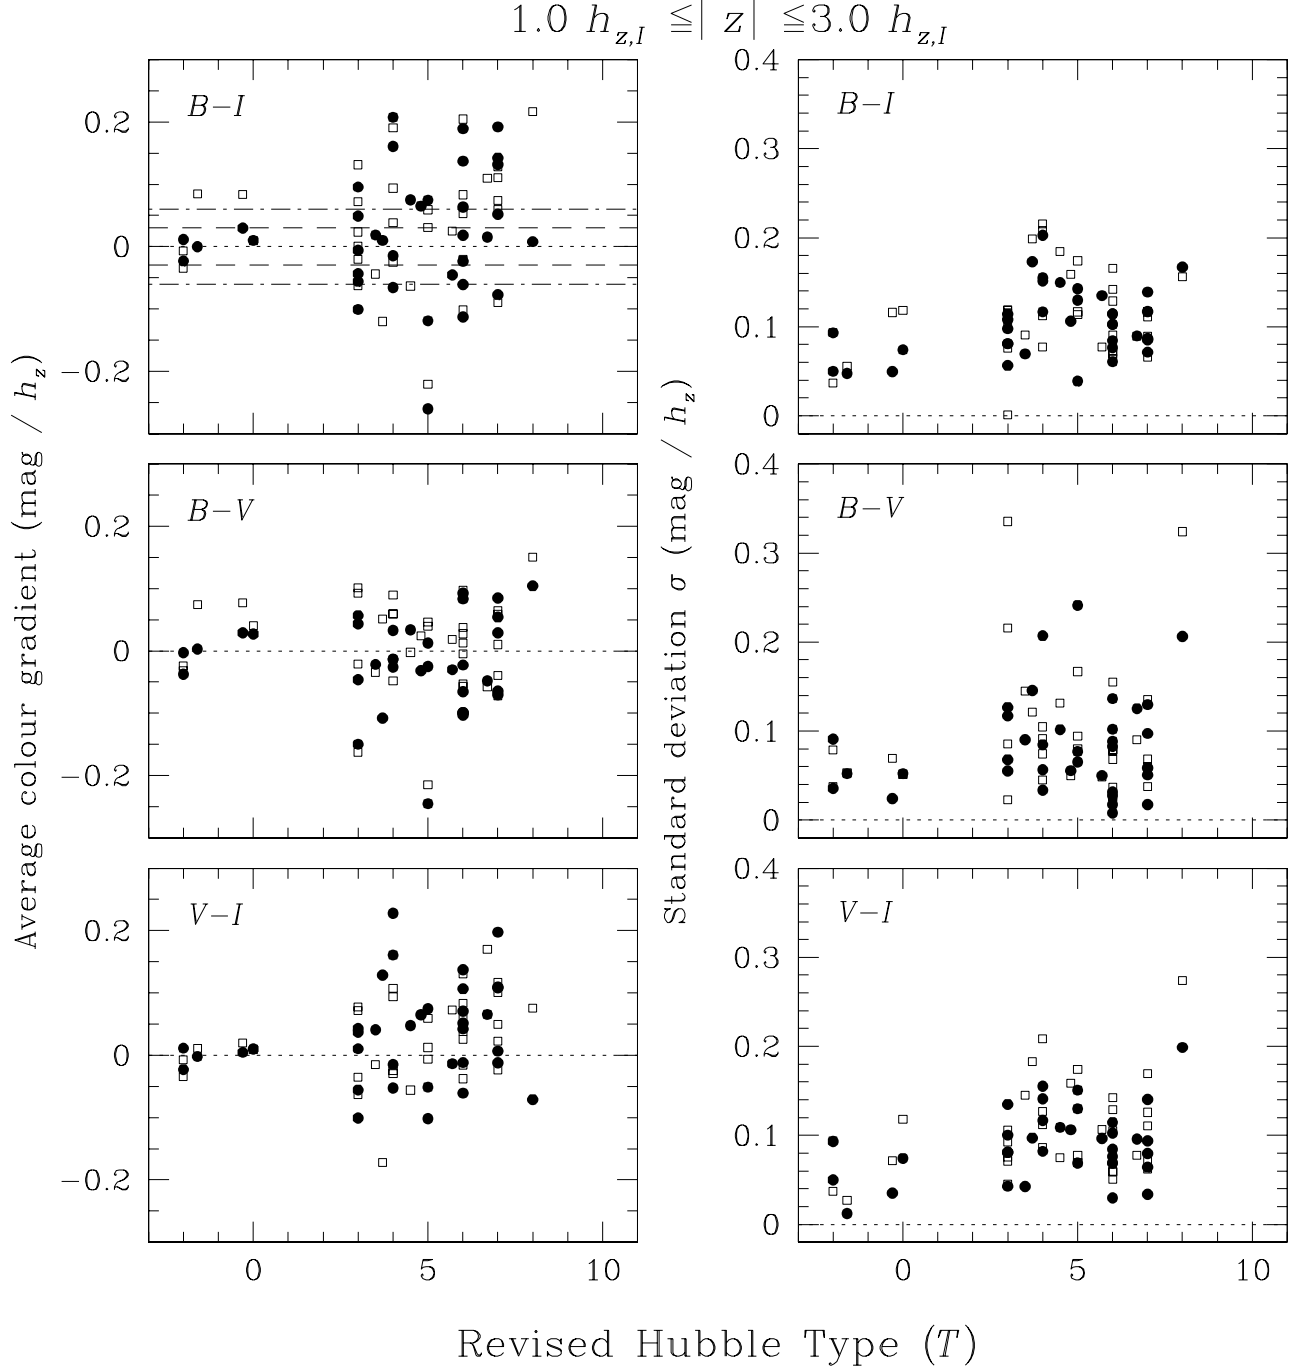 1.0 h_{z,I} ≦| z| ≦3.0 h_{z,I}
Average colour gradient (mag / h_z)
B−I
0.2
0
−0.2
B−V
0.2
0
−0.2
V−I
0.2
0
−0.2
0 5 10
Standard deviation σ (mag / h_z)
B−I
0.4
0.3
0.2
0.1
0
B−V
0.4
0.3
0.2
0.1
0
V−I
0.4
0.3
0.2
0.1
0
0 5 10
Revised Hubble Type (T)